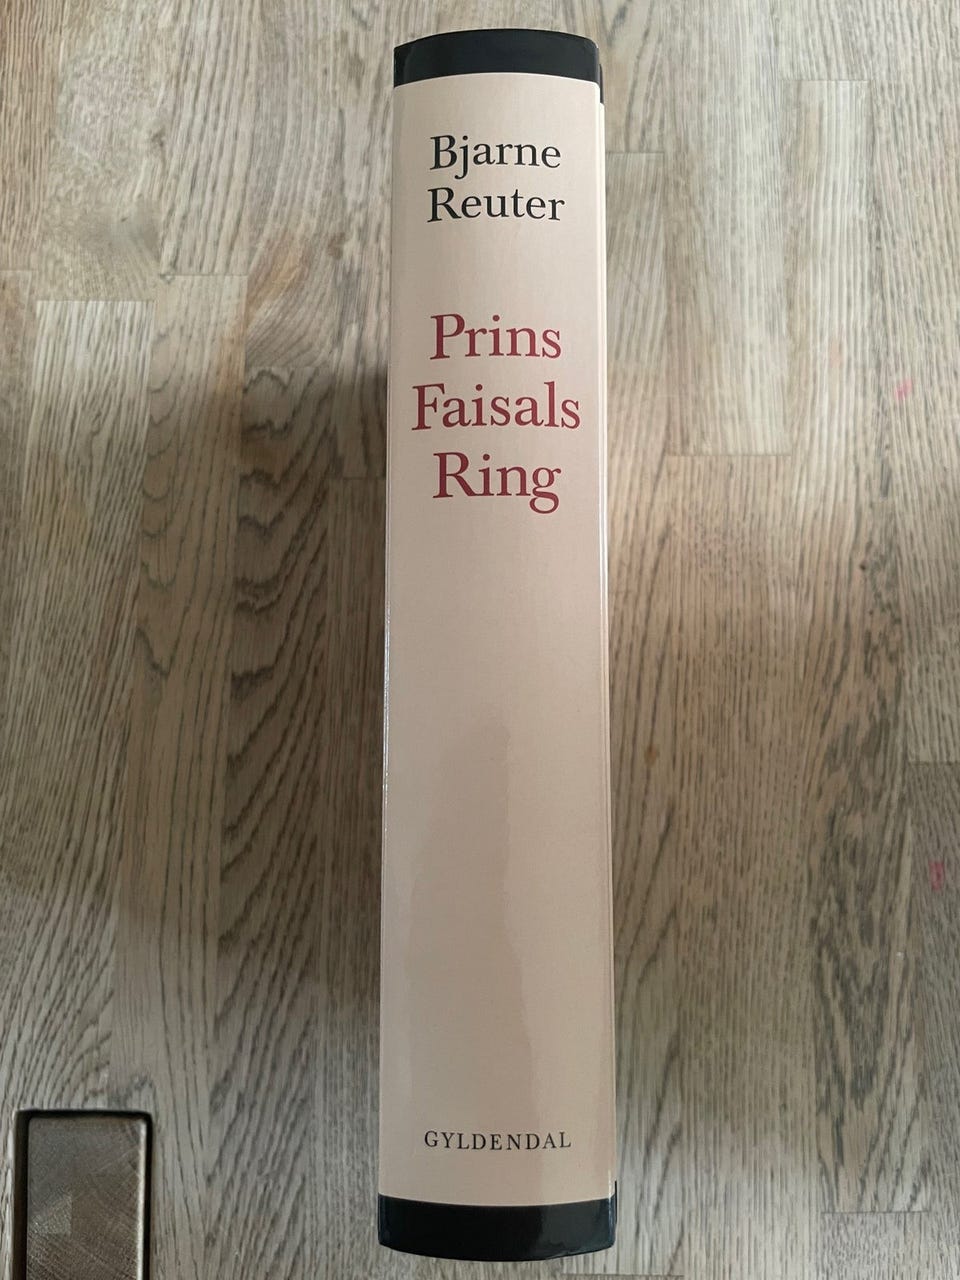 Bjarne
Reuter
Prins
Faisals
Ring
GYLDENDAL